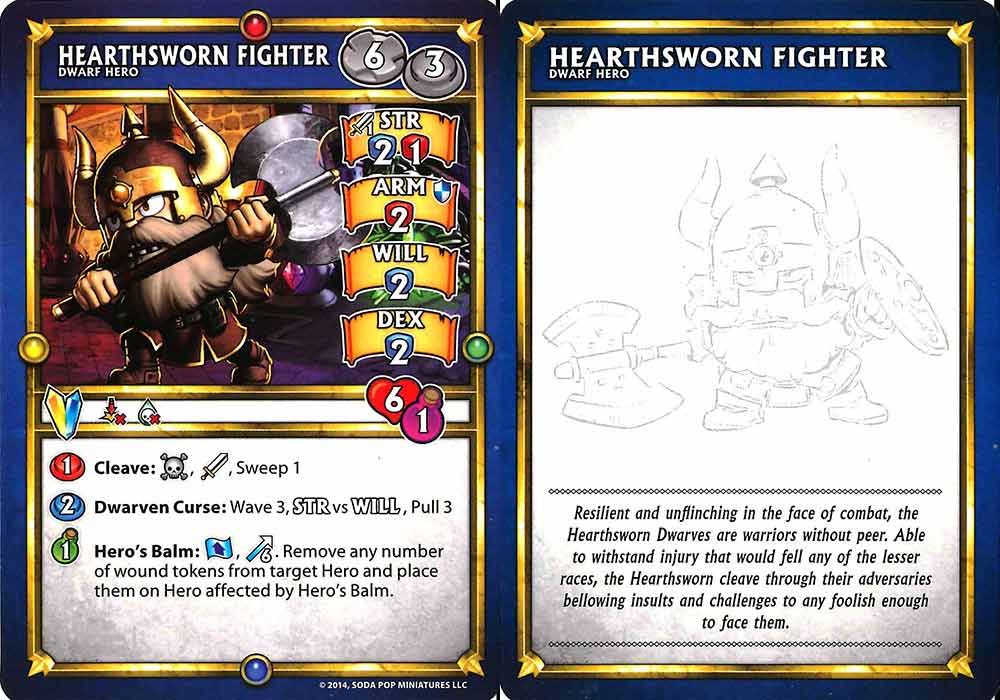 HEARTHSWORN FIGHTER
DWARF HERO
6
3
STR
2 1
ARM
2
WILL
2
DEX
2
6
1
1 Cleave: , , Sweep 1
2 Dwarven Curse: Wave 3, STR vs WILL, Pull 3
1 Hero's Balm: , 6. Remove any number
of wound tokens from target Hero and place
them on Hero affected by Hero's Balm.
© 2014, SODA POP MINIATURES LLC
HEARTHSWORN FIGHTER
DWARF HERO
Resilient and unflinching in the face of combat, the
Hearthsworn Dwarves are warriors without peer. Able
to withstand injury that would fell any of the lesser
races, the Hearthsworn cleave through their adversaries
bellowing insults and challenges to any foolish enough
to face them.